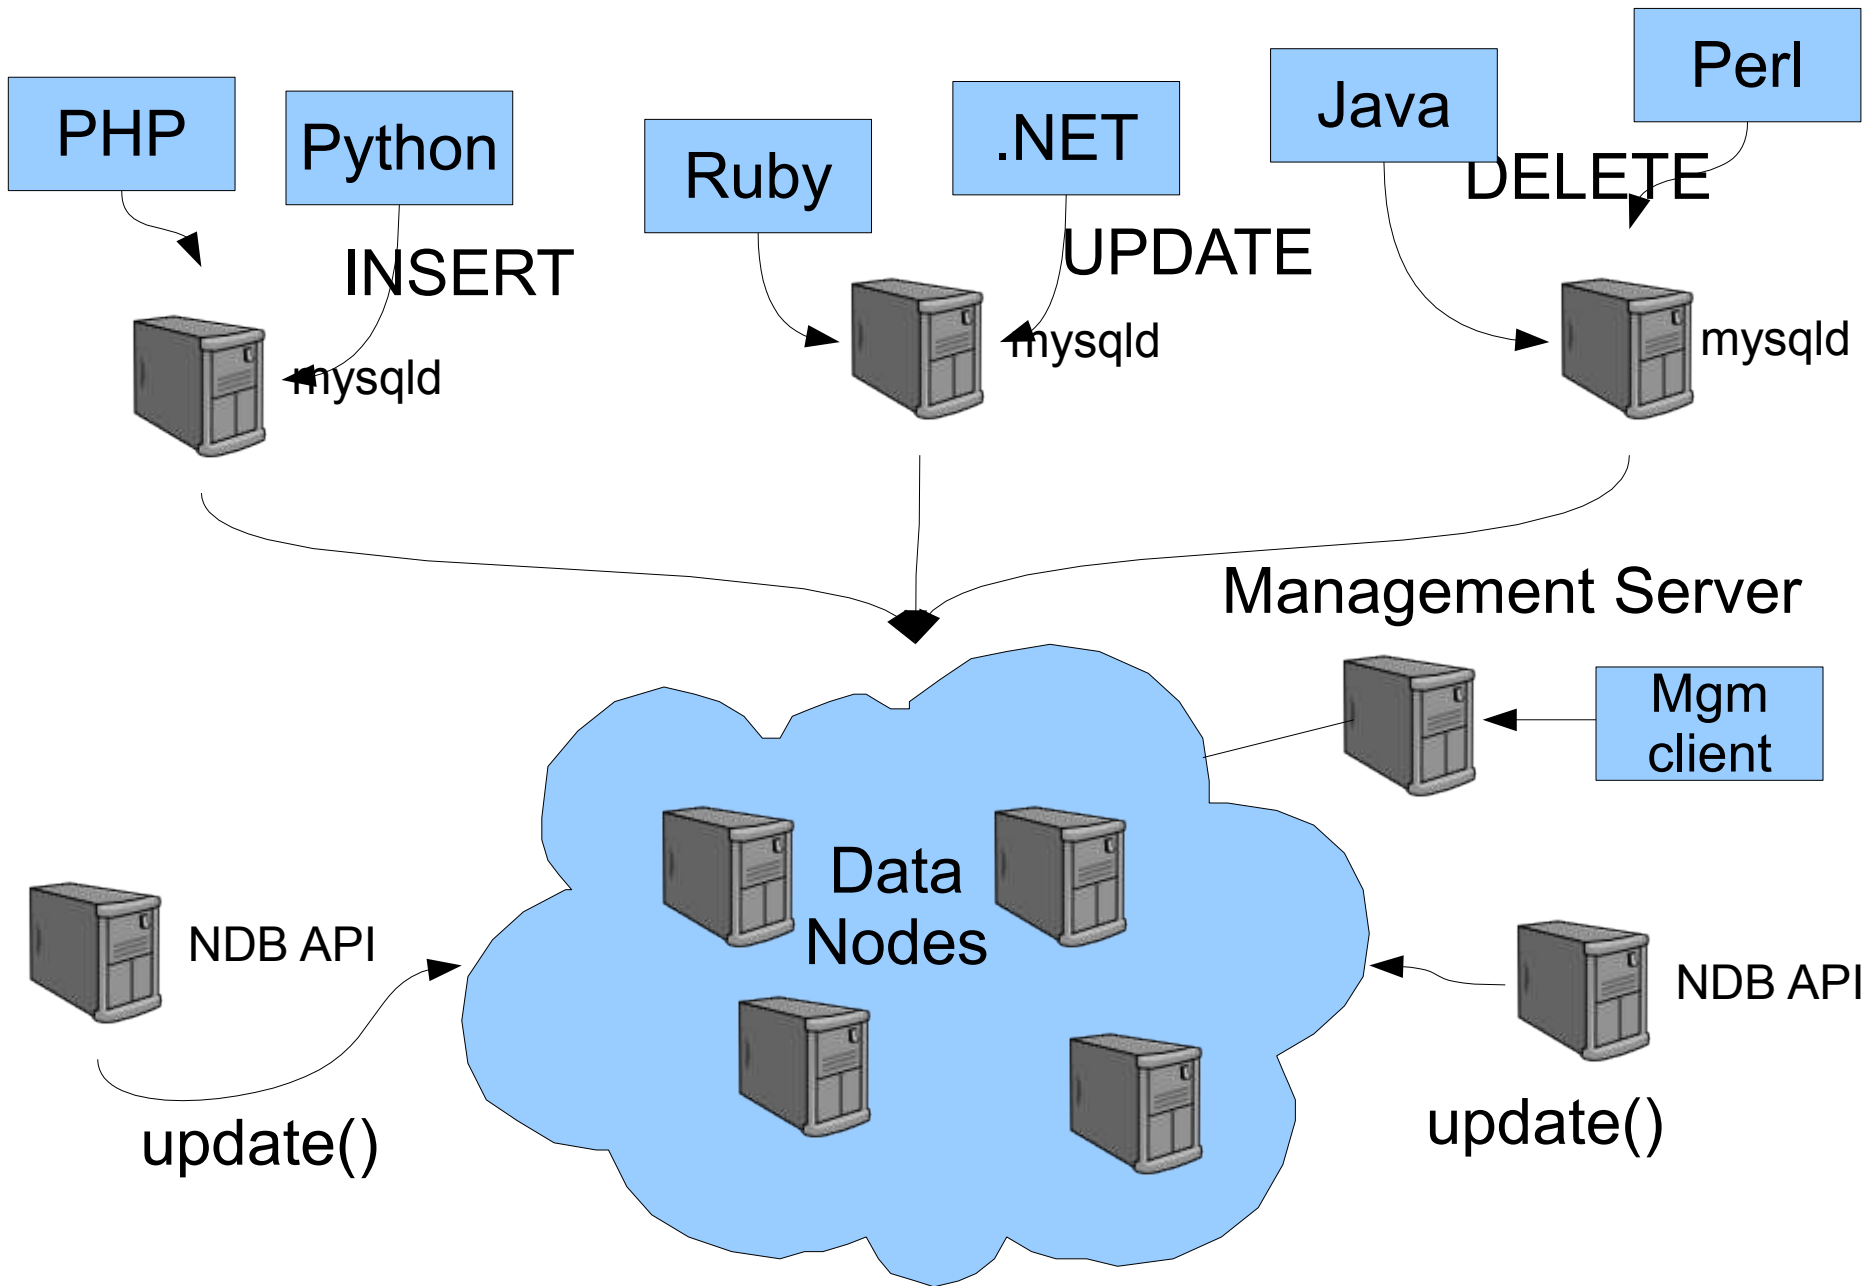 PHP
Python
Ruby
.NET
Java
Perl
INSERT
UPDATE
DELETE
mysqld
mysqld
mysqld
Management Server
Mgm
client
Data
Nodes
NDB API
NDB API
update()
update()